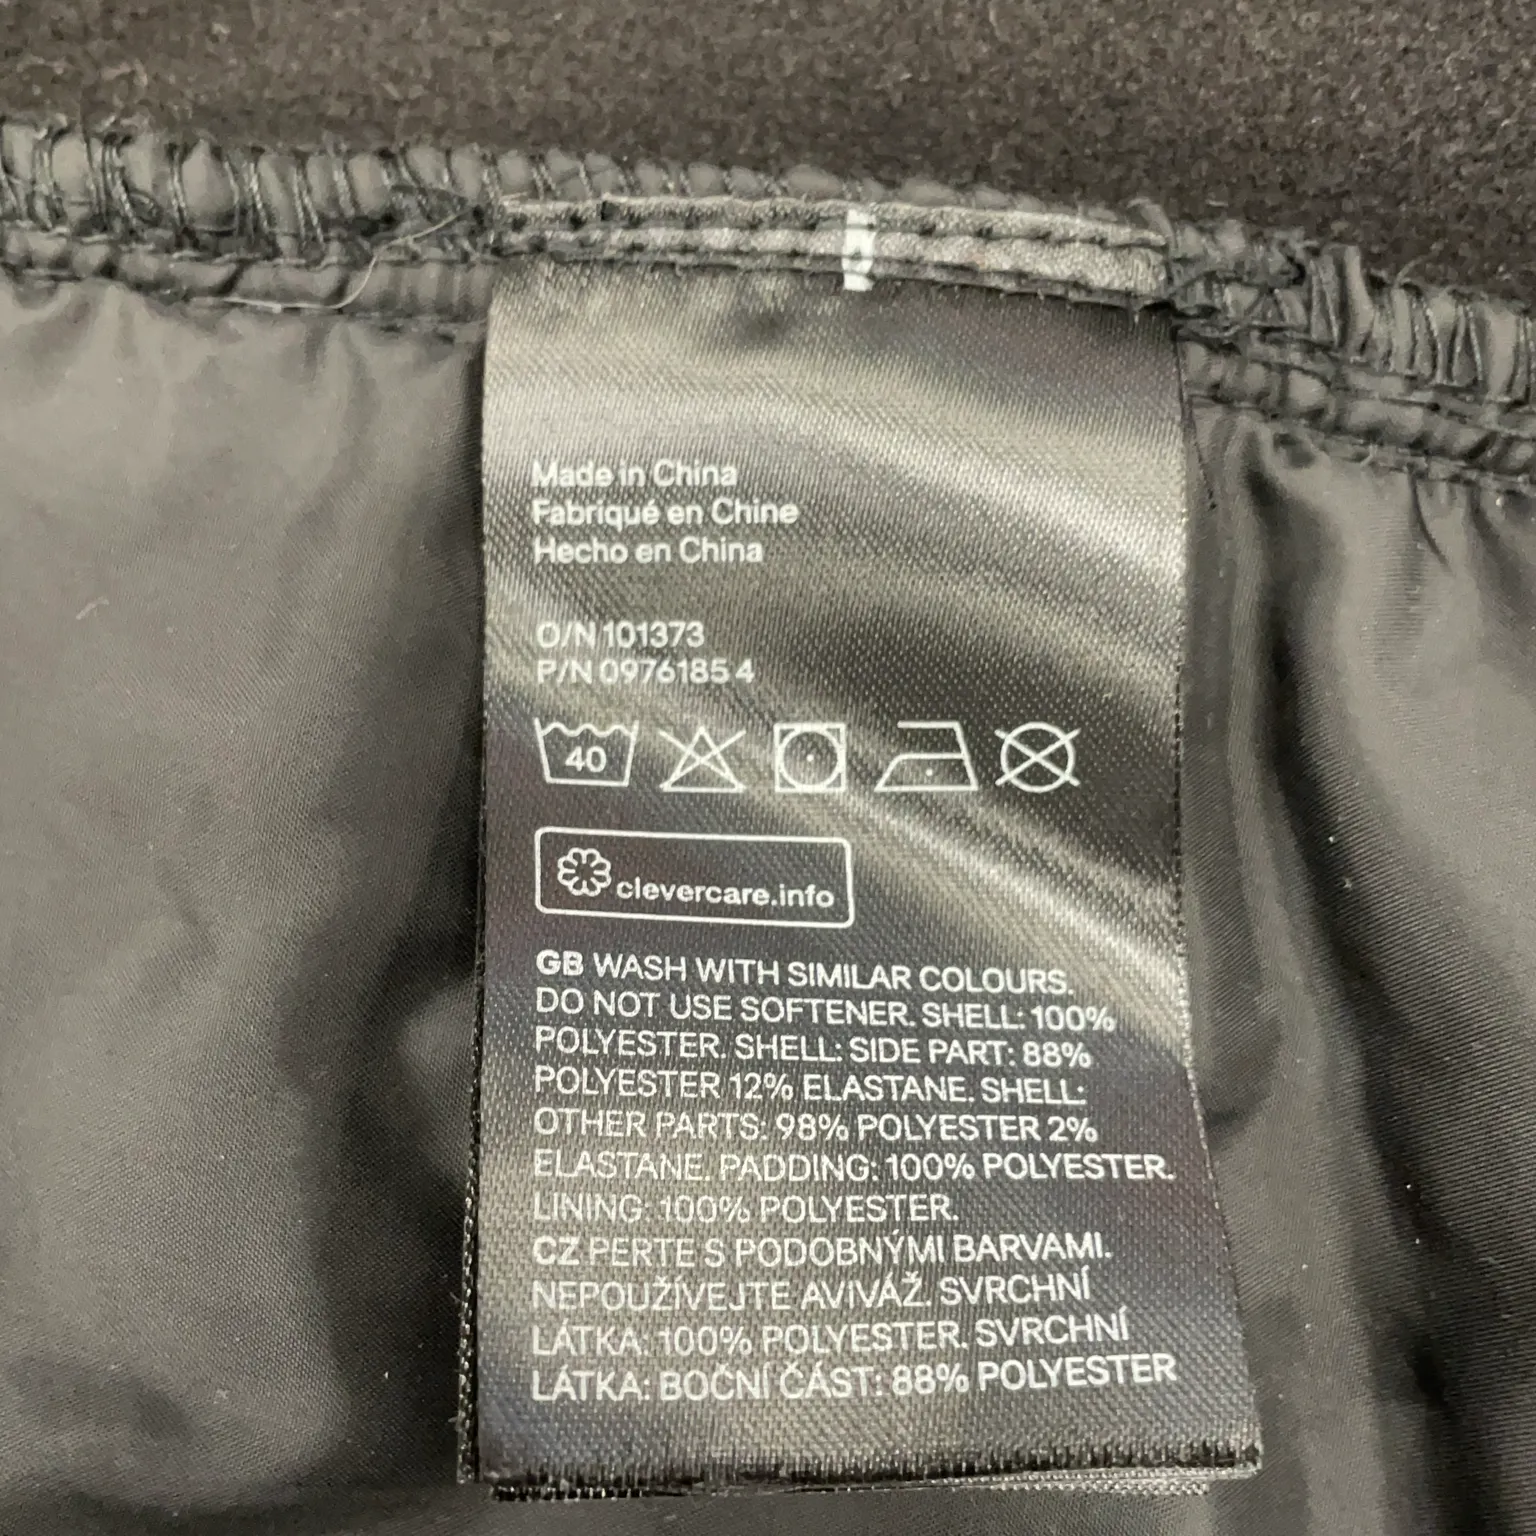 Made in China
Fabriqué en Chine
Hecho en China
O/N 101373
P/N 0976185 4
40
clevercare.info
GB WASH WITH SIMILAR COLOURS.
DO NOT USE SOFTENER. SHELL: 100%
POLYESTER. SHELL: SIDE PART: 88%
POLYESTER 12% ELASTANE. SHELL:
OTHER PARTS: 98% POLYESTER 2%
ELASTANE. PADDING: 100% POLYESTER.
LINING: 100% POLYESTER.
CZ PERTE S PODOBNÝMI BARVAMI.
NEPOUŽÍVEJTE AVIVÁŽ. SVRCHNÍ
LÁTKA: 100% POLYESTER. SVRCHNÍ
LÁTKA: BOČNÍ ČÁST: 88% POLYESTER